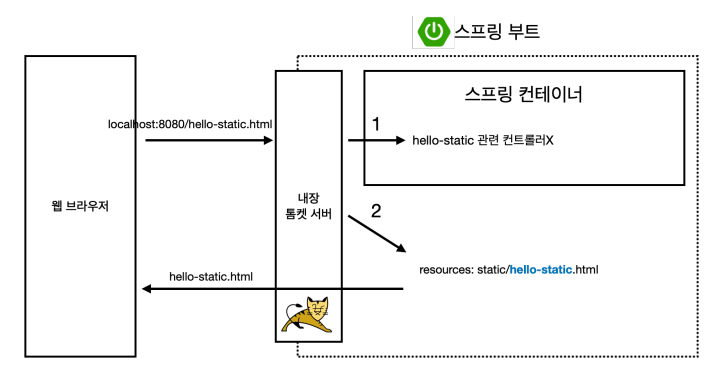 스프링 부트
스프링 컨테이너
localhost:8080/hello-static.html
1
hello-static 관련 컨트롤러X
웹 브라우저
내장
톰켓 서버
2
resources: static/hello-static.html
hello-static.html